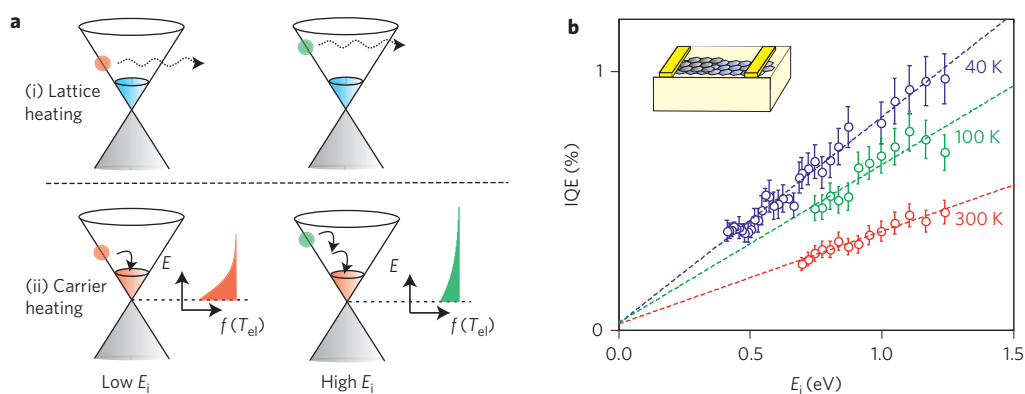 a
(i) Lattice
heating
(ii) Carrier
heating
E
f (Tel)
E
f (Tel)
Low Ei
High Ei
b
IQE (%)
1
0
40 K
100 K
300 K
0.0
0.5
1.0
1.5
Ei (eV)